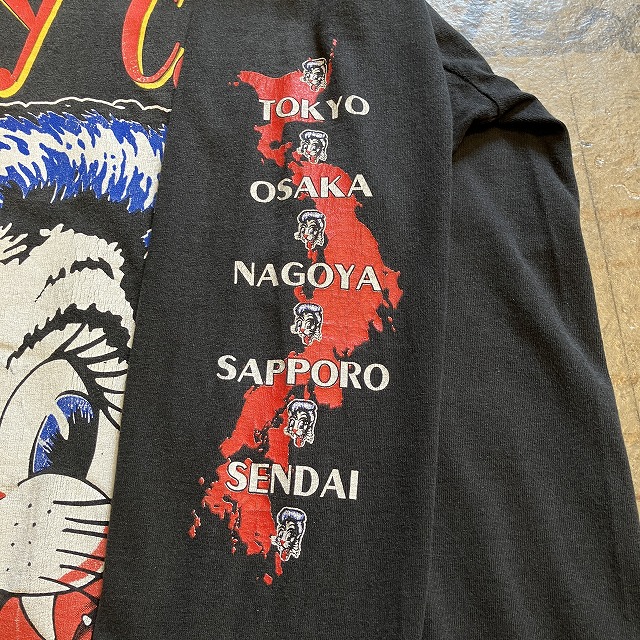 y C
TOKYO
OSAKA
NAGOYA
SAPPORO
SENDAI